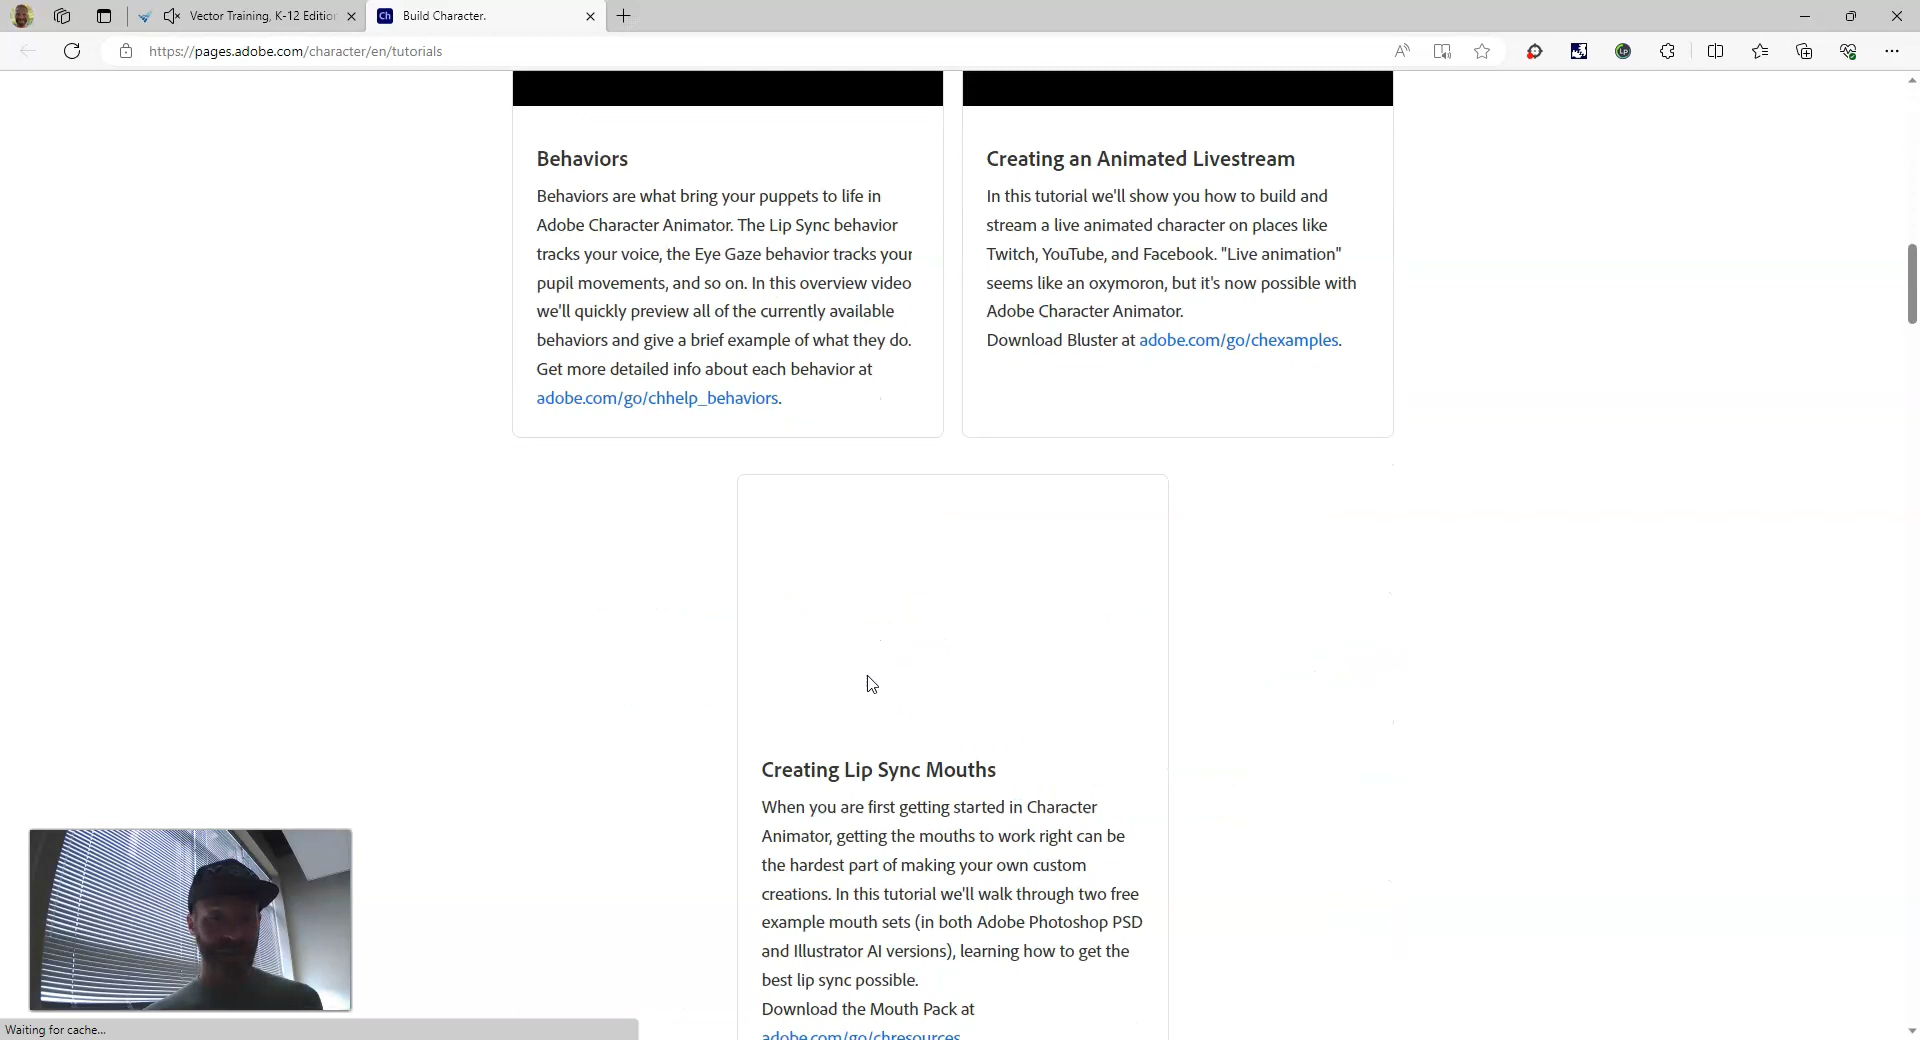 Vector Training, K-12 Edition
Build Character.
https://pages.adobe.com/character/en/tutorials
Behaviors
Behaviors are what bring your puppets to life in
Adobe Character Animator. The Lip Sync behavior
tracks your voice, the Eye Gaze behavior tracks your
pupil movements, and so on. In this overview video
we'll quickly preview all of the currently available
behaviors and give a brief example of what they do.
Get more detailed info about each behavior at
adobe.com/go/chhelp_behaviors.
Creating an Animated Livestream
In this tutorial we'll show you how to build and
stream a live animated character on places like
Twitch, YouTube, and Facebook. "Live animation"
seems like an oxymoron, but it's now possible with
Adobe Character Animator.
Download Bluster at adobe.com/go/chexamples.
Creating Lip Sync Mouths
When you are first getting started in Character
Animator, getting the mouths to work right can be
the hardest part of making your own custom
creations. In this tutorial we'll walk through two free
example mouth sets (in both Adobe Photoshop PSD
and Illustrator AI versions), learning how to get the
best lip sync possible.
Download the Mouth Pack at
adobe.com/go/chresources
Waiting for cache...